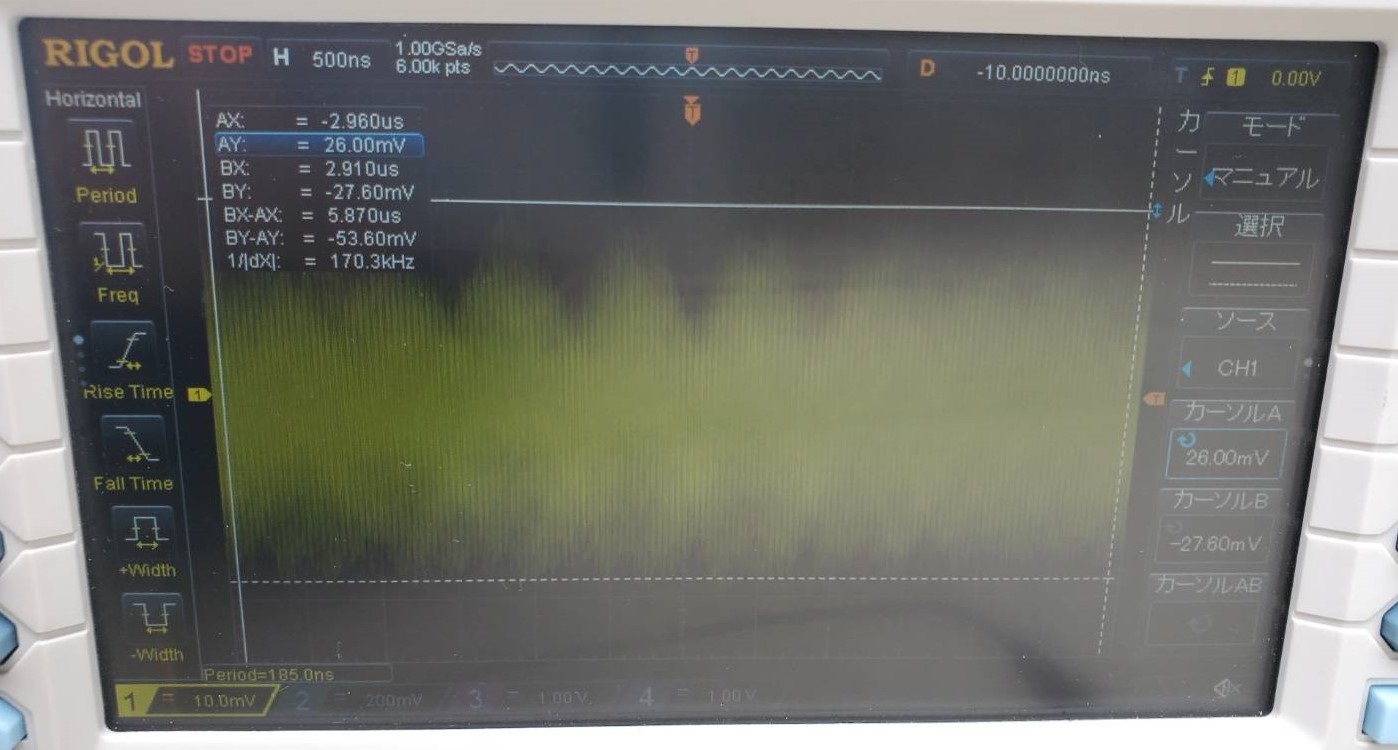 RIGOL STOP H 500ns 1.00GSa/s 6.00k pts D -10.0000000ns T 1 0.00V
Horizontal
Period
Freq
Rise Time
Fall Time
+Width
-Width
AX: = -2.960us
AY: = 26.00mV
BX: = 2.910us
BY: = -27.60mV
BX-AX: = 5.870us
BY-AY: = -53.60mV
1/|dX|: = 170.3kHz
T
1
T
カーソル
モード
マニュアル
選択
ソース
CH1
カーソルA
26.00mV
カーソルB
-27.60mV
カーソルAB
Period=185.0ns
1 = 10.0mV 2 = 200mV 3 = 1.00V 4 = 1.00V